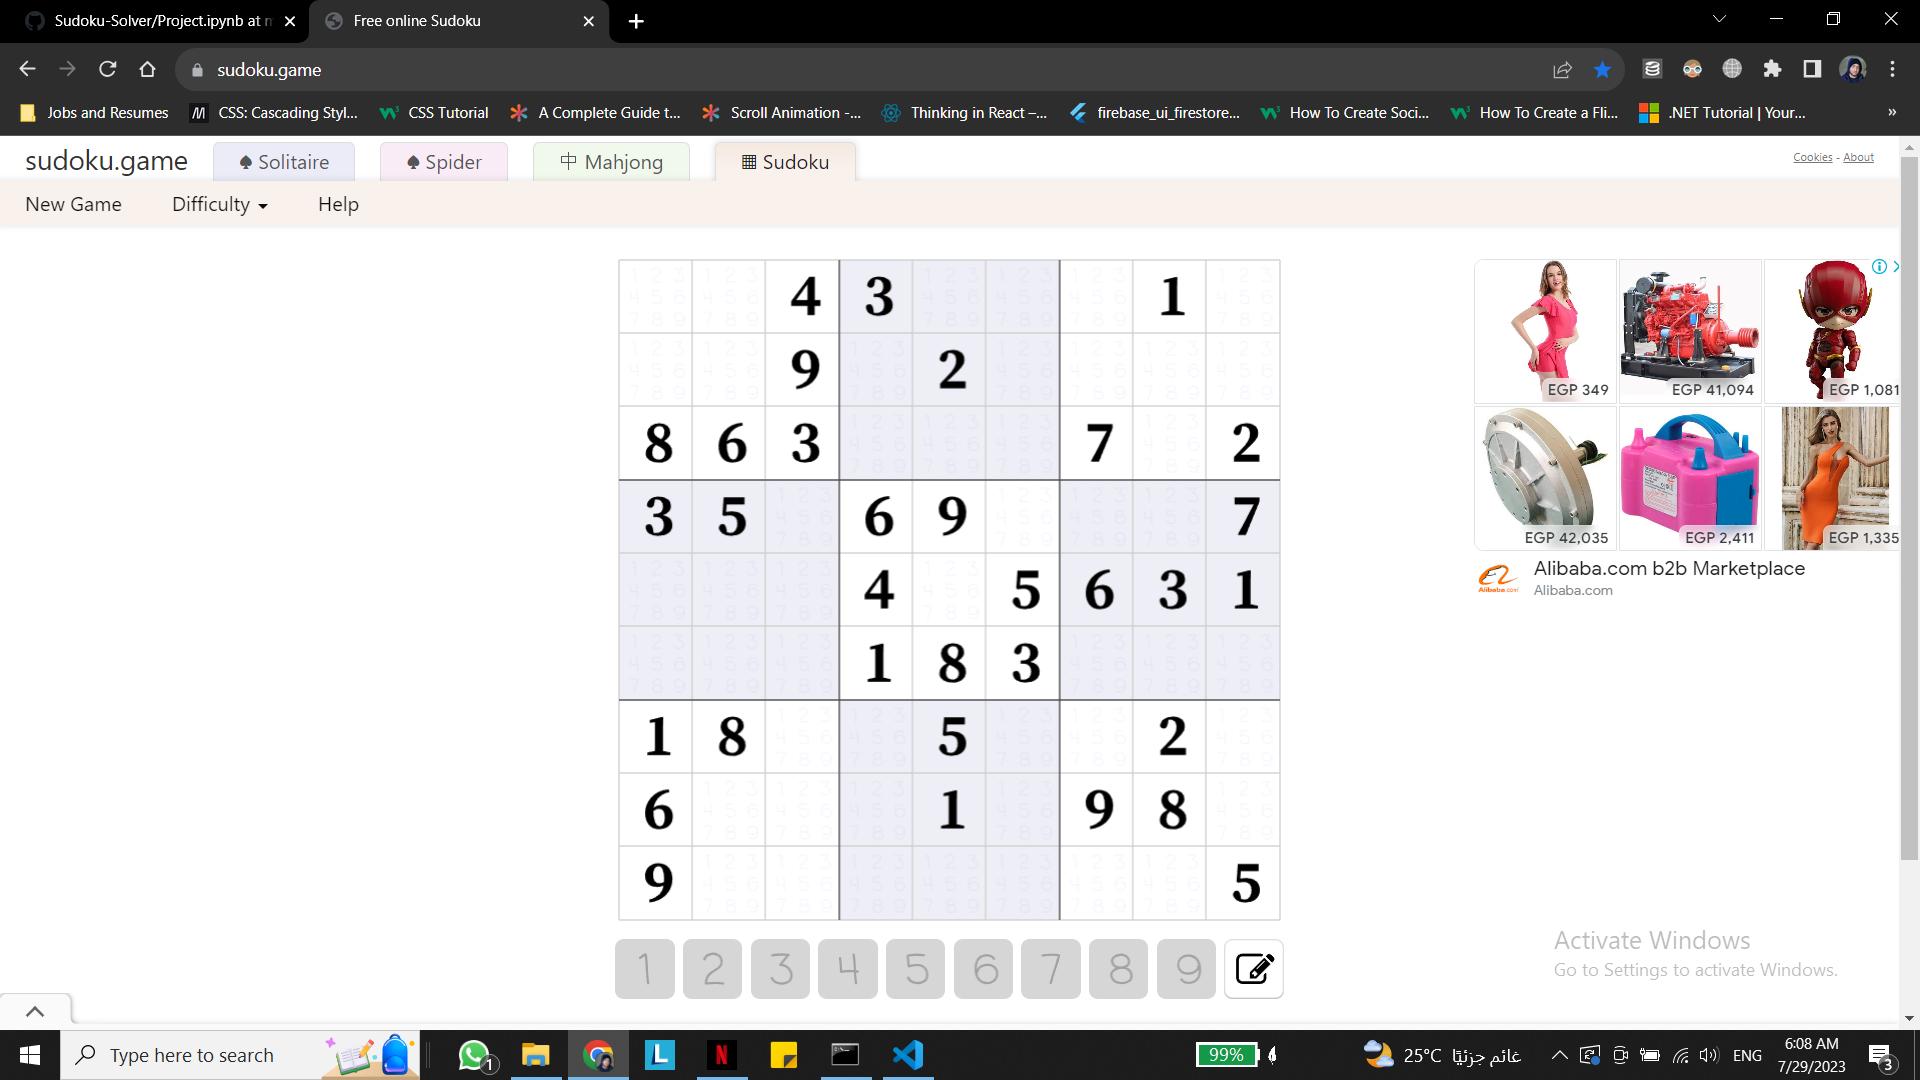 Sudoku-Solver/Project.ipynb at m
Free online Sudoku
sudoku.game
Jobs and Resumes
CSS: Cascading Styl...
CSS Tutorial
A Complete Guide t...
Scroll Animation -...
Thinking in React –...
firebase_ui_firestore...
How To Create Soci...
How To Create a Fli...
.NET Tutorial | Your...
»
sudoku.game
Solitaire
Spider
Mahjong
Sudoku
Cookies - About
New Game
Difficulty
Help
4 3 1
9 2
8 6 3 7 2
3 5 6 9 7
4 5 6 3 1
1 8 3
1 8 5 2
6 1 9 8
9 5
1 2 3 4 5 6 7 8 9
EGP 349
EGP 41,094
EGP 1,081
EGP 42,035
EGP 2,411
EGP 1,335
Alibaba.com b2b Marketplace
Alibaba.com
Activate Windows
Go to Settings to activate Windows.
Type here to search
1
L
N
99%
25°C غائم جزئيًا
ENG
6:08 AM
7/29/2023
3